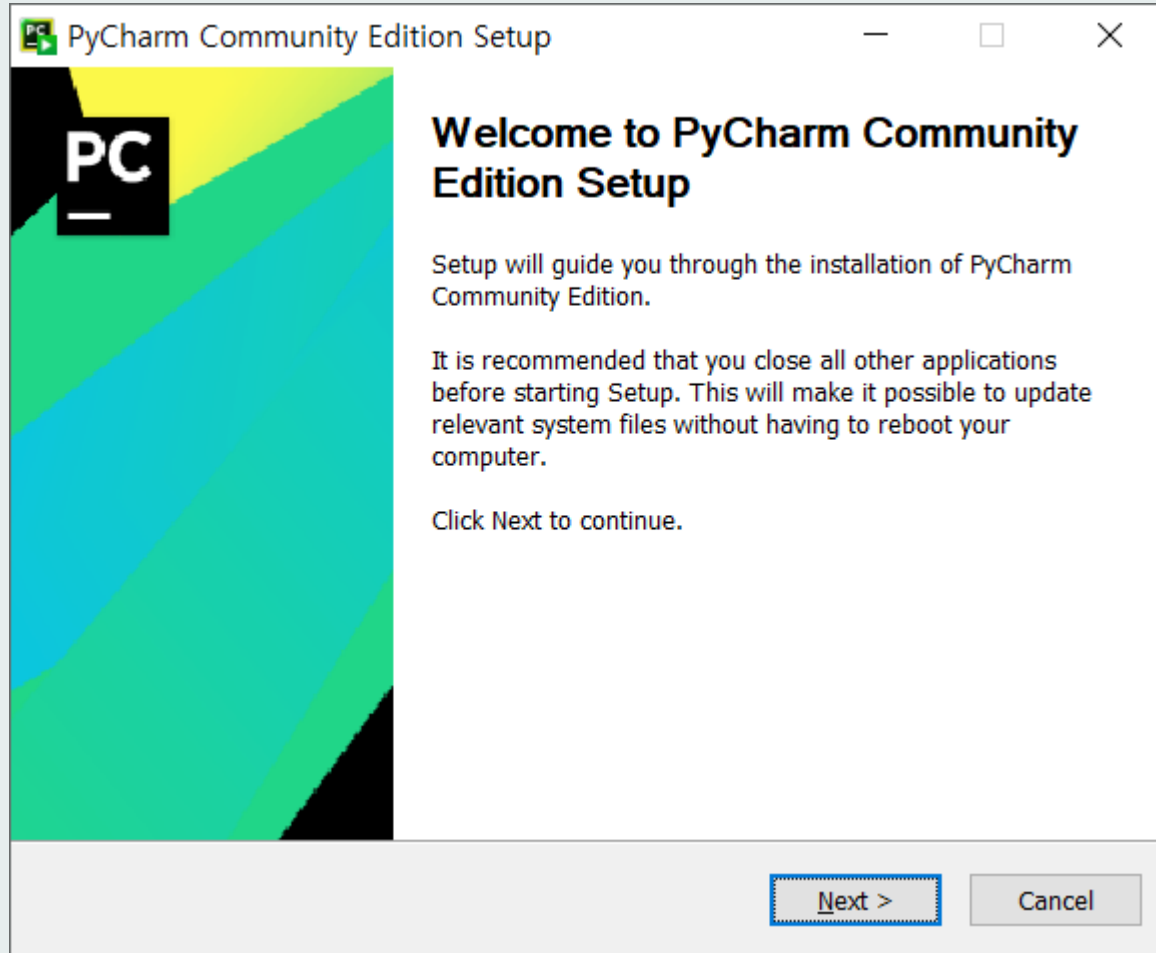 PyCharm Community Edition Setup
PC
Welcome to PyCharm Community
Edition Setup
Setup will guide you through the installation of PyCharm
Community Edition.
It is recommended that you close all other applications
before starting Setup. This will make it possible to update
relevant system files without having to reboot your
computer.
Click Next to continue.
Next >
Cancel